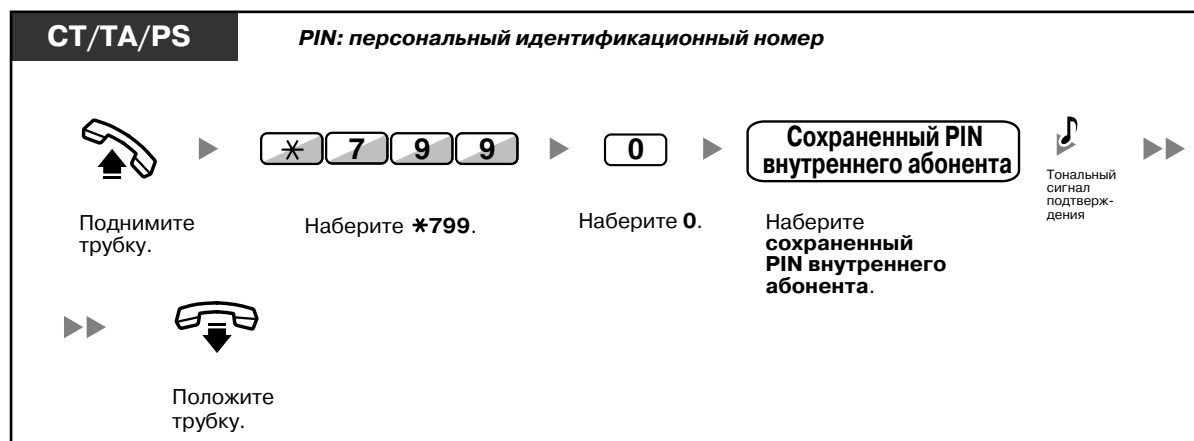 CT/TA/PS
PIN: персональный идентификационный номер
* 7 9 9
0
Сохраненный PIN
внутреннего абонента
Тональный
сигнал
подтверж-
дения
Поднимите
трубку.
Наберите *799.
Наберите 0.
Наберите
сохраненный
PIN внутреннего
абонента.
Положите
трубку.